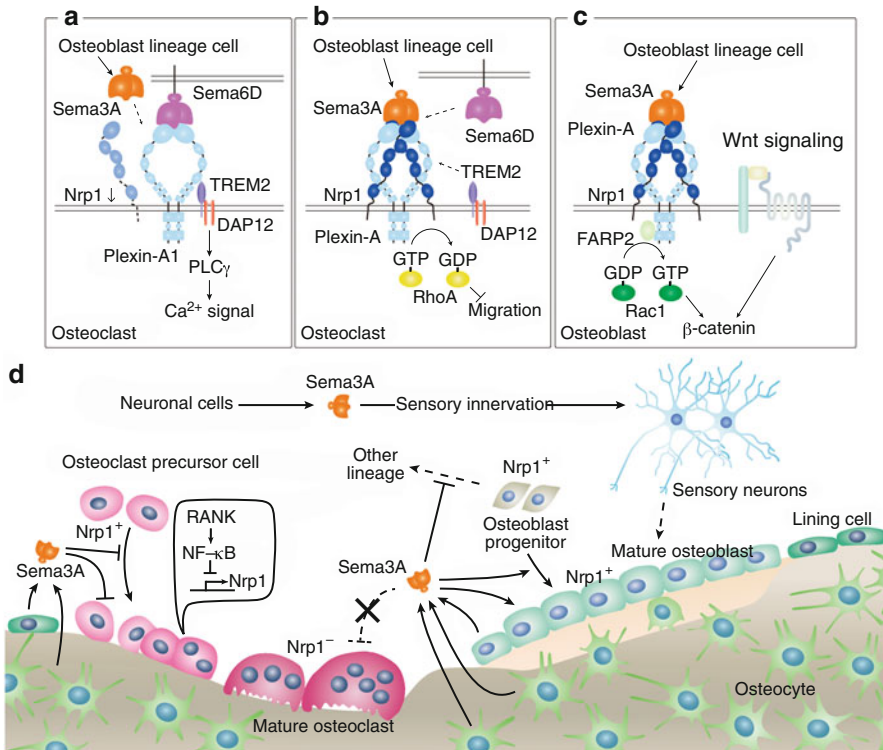 a
Osteoblast lineage cell
Sema3A
Sema6D
Nrp1 ↓
TREM2
DAP12
Plexin-A1
PLCγ
Ca²⁺ signal
Osteoclast
b
Osteoblast lineage cell
Sema3A
Sema6D
TREM2
Nrp1
Plexin-A
DAP12
GTP GDP
RhoA
Migration
Osteoclast
c
Osteoblast lineage cell
Sema3A
Plexin-A
Wnt signaling
Nrp1
FARP2
GDP GTP
Rac1
β-catenin
Osteoblast
d
Neuronal cells
Sema3A
Sensory innervation
Sensory neurons
Osteoclast precursor cell
Nrp1⁺
Sema3A
RANK
NF–κB
Nrp1
Other
lineage
Nrp1⁺
Osteoblast
progenitor
Sema3A
Nrp1⁺
Mature osteoblast
Lining cell
Nrp1⁻
Mature osteoclast
Osteocyte